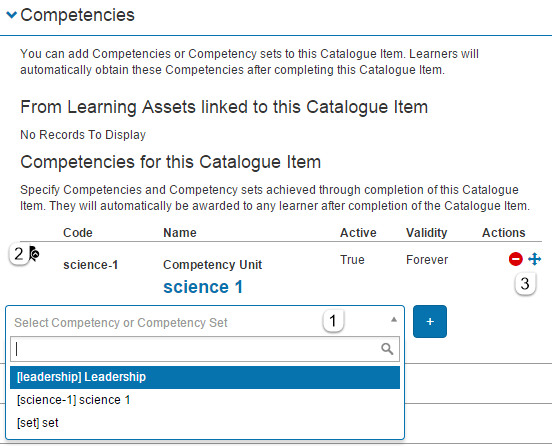 Competencies
You can add Competencies or Competency sets to this Catalogue Item. Learners will
automatically obtain these Competencies after completing this Catalogue Item.
From Learning Assets linked to this Catalogue Item
No Records To Display
Competencies for this Catalogue Item
Specify Competencies and Competency sets achieved through completion of this Catalogue
Item. They will automatically be awarded to any learner after completion of the Catalogue Item.
Code Name Active Validity Actions
2 science-1 Competency Unit True Forever
science 1
3
Select Competency or Competency Set 1 +
[leadership] Leadership
[science-1] science 1
[set] set